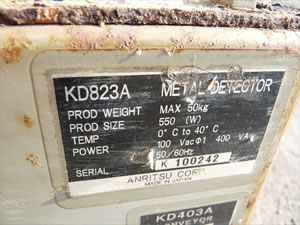 KD823A METAL DETECTOR
PROD WEIGHT MAX 50kg
PROD SIZE 550 (W)
TEMP 0° C to 40° C
POWER 100 Vac Φ1 400 VA
50/60Hz
SERIAL K 100242
ANRITSU CORP.
MADE IN JAPAN
KD403A
CONVEYOR